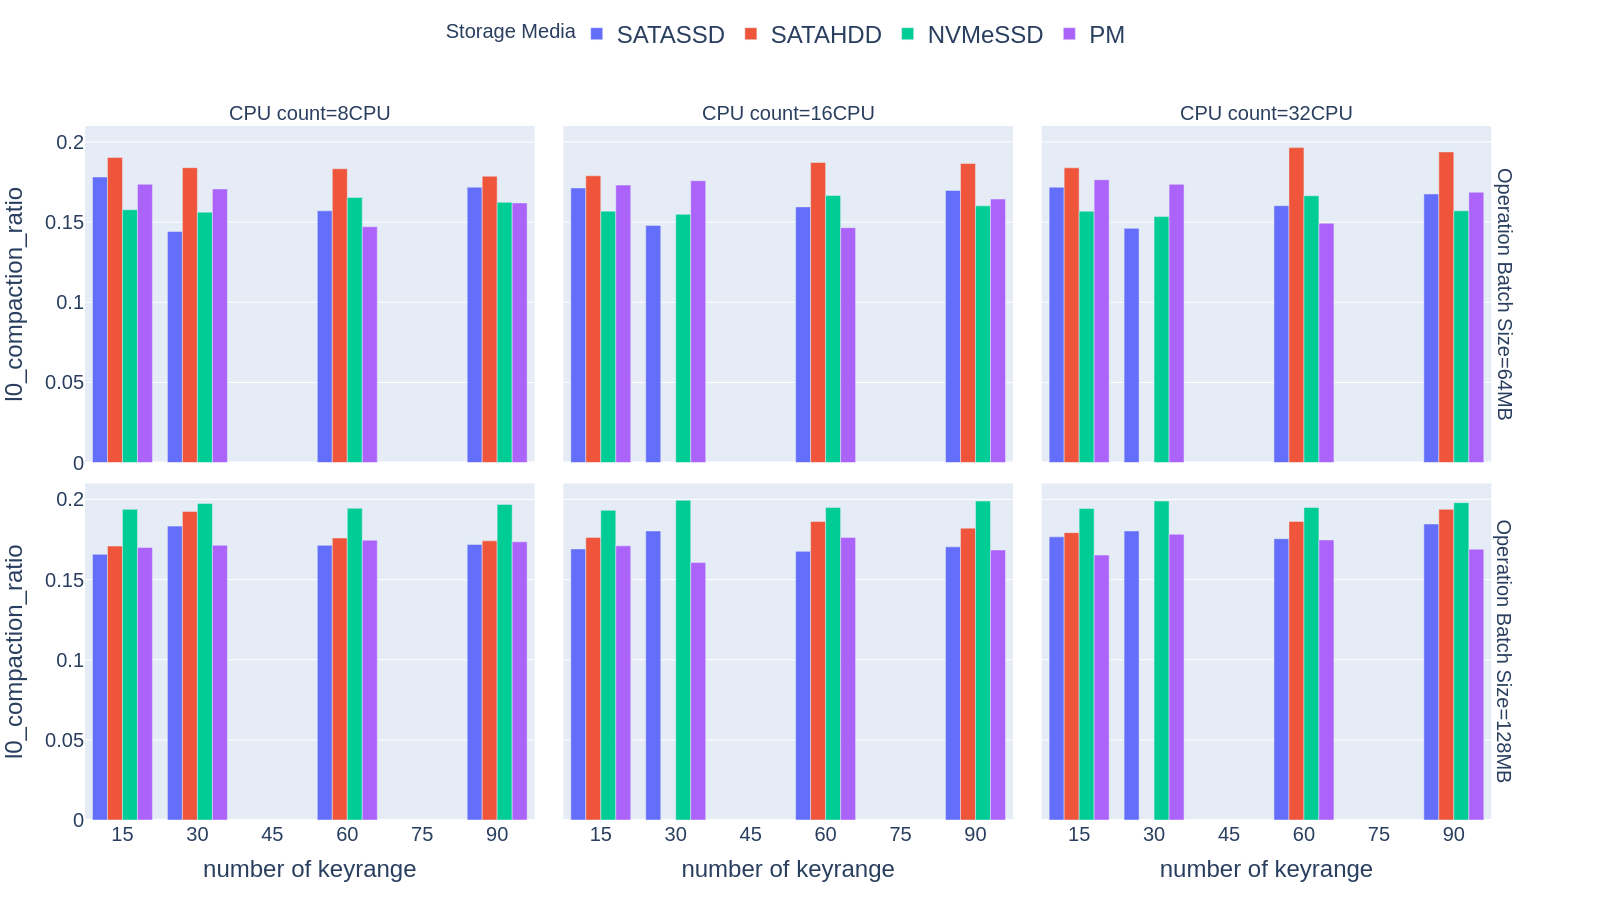 Storage Media SATASSD SATAHDD NVMeSSD PM
CPU count=8CPU CPU count=16CPU CPU count=32CPU
l0_compaction_ratio
0.2
0.15
0.1
0.05
0
Operation Batch Size=64MB
l0_compaction_ratio
0.2
0.15
0.1
0.05
0
Operation Batch Size=128MB
15 30 45 60 75 90 15 30 45 60 75 90 15 30 45 60 75 90
number of keyrange number of keyrange number of keyrange